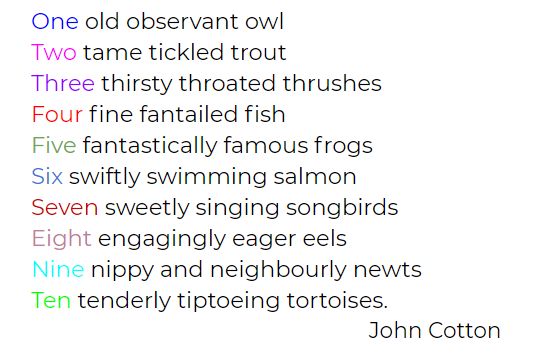 One old observant owl
Two tame tickled trout
Three thirsty throated thrushes
Four fine fantailed fish
Five fantastically famous frogs
Six swiftly swimming salmon
Seven sweetly singing songbirds
Eight engagingly eager eels
Nine nippy and neighbourly newts
Ten tenderly tiptoeing tortoises.
John Cotton